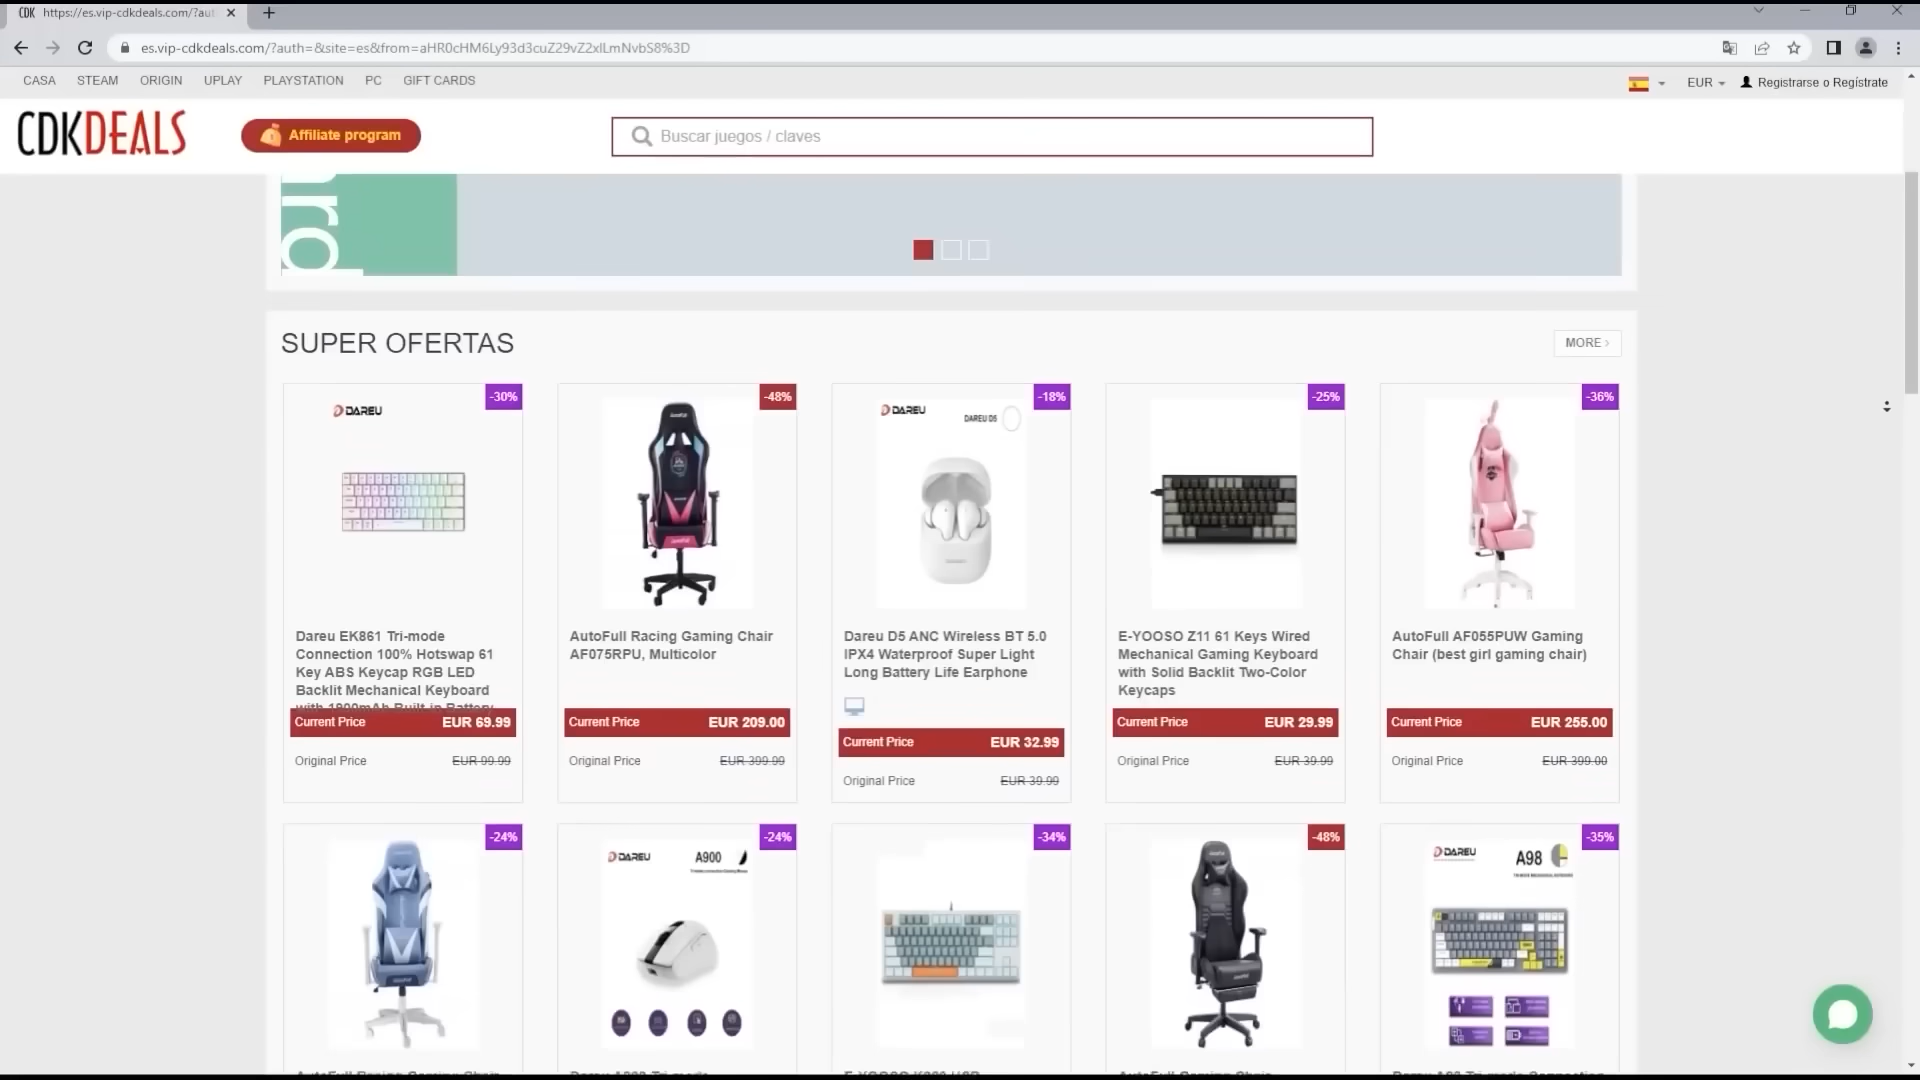 CDK https://es.vip-cdkdeals.com/?aut
es.vip-cdkdeals.com/?auth=&site=es&from=aHR0cHM6Ly93d3cuZ29vZ2xlLmNvbS8%3D
CASA STEAM ORIGIN UPLAY PLAYSTATION PC GIFT CARDS
EUR Registrarse o Regístrate
CDKDEALS
Affiliate program
Buscar juegos / claves
SUPER OFERTAS
MORE
-30%
DAREU
Dareu EK861 Tri-mode
Connection 100% Hotswap 61
Key ABS Keycap RGB LED
Backlit Mechanical Keyboard
with 1900mAh Built-in Battery
Current Price EUR 69.99
Original Price EUR 99.99
-48%
AutoFull Racing Gaming Chair
AF075RPU, Multicolor
Current Price EUR 209.00
Original Price EUR 399.99
-18%
DAREU
DAREU D5
Dareu D5 ANC Wireless BT 5.0
IPX4 Waterproof Super Light
Long Battery Life Earphone
Current Price EUR 32.99
Original Price EUR 39.99
-25%
E-YOOSO Z11 61 Keys Wired
Mechanical Gaming Keyboard
with Solid Backlit Two-Color
Keycaps
Current Price EUR 29.99
Original Price EUR 39.99
-36%
AutoFull AF055PUW Gaming
Chair (best girl gaming chair)
Current Price EUR 255.00
Original Price EUR 399.00
-24%
-24%
DAREU
A900
-34%
-48%
-35%
DAREU
A98